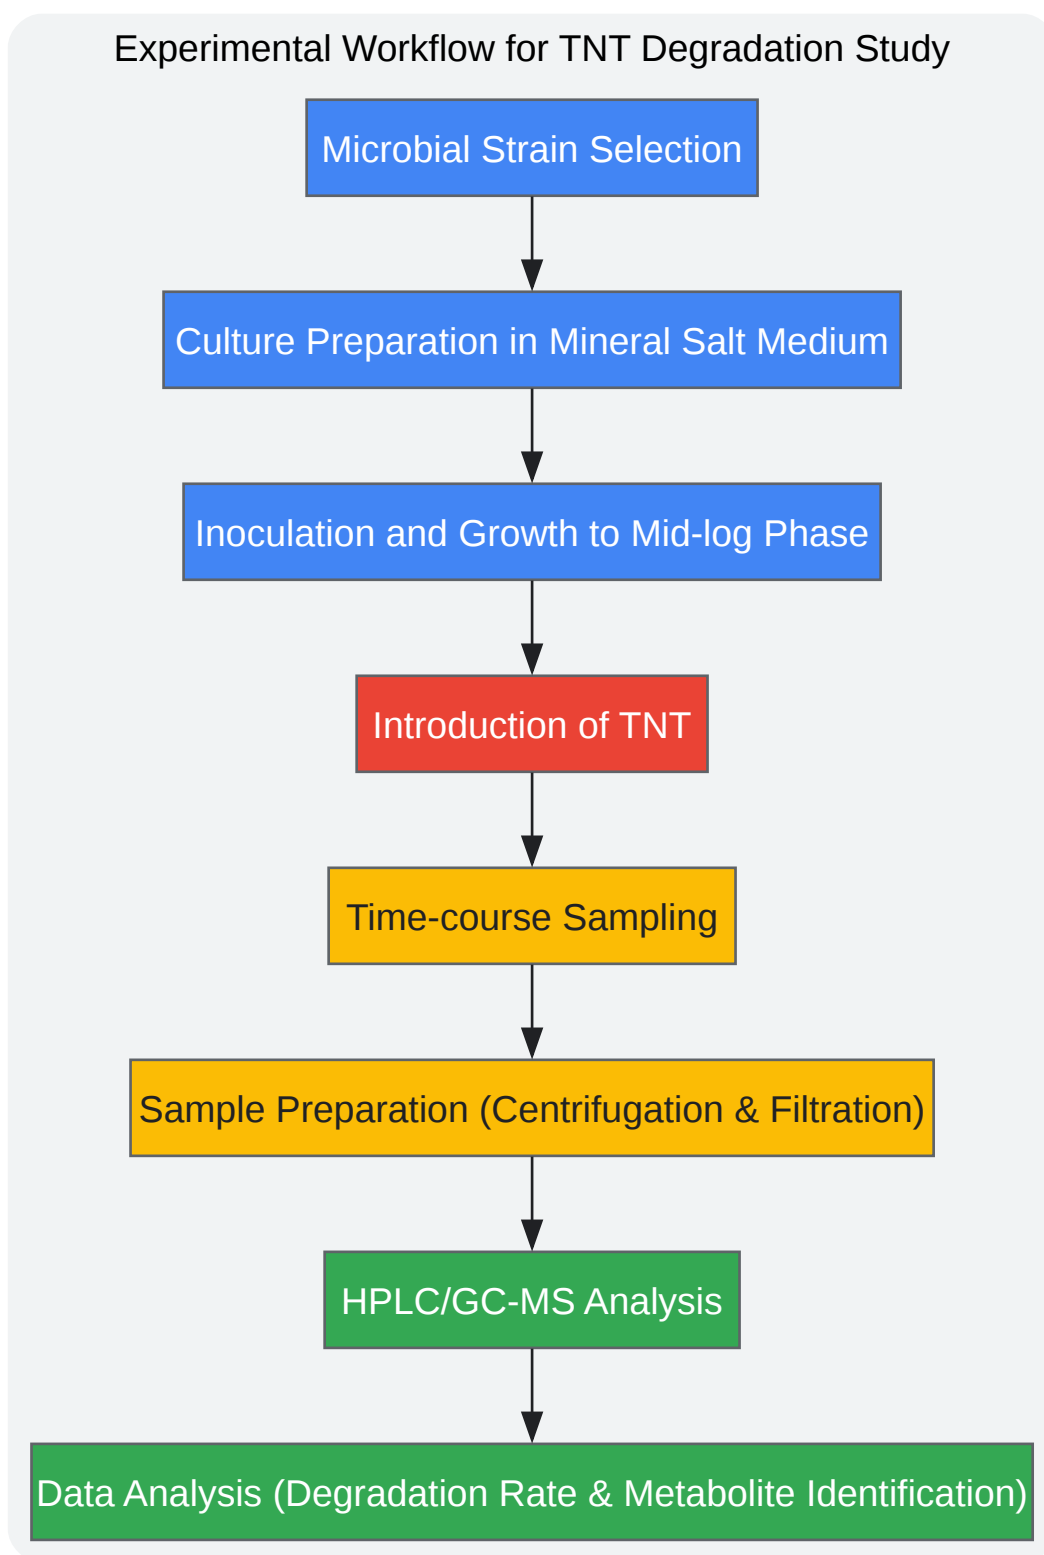 Experimental Workflow for TNT Degradation Study
Microbial Strain Selection
Culture Preparation in Mineral Salt Medium
Inoculation and Growth to Mid-log Phase
Introduction of TNT
Time-course Sampling
Sample Preparation (Centrifugation & Filtration)
HPLC/GC-MS Analysis
Data Analysis (Degradation Rate & Metabolite Identification)